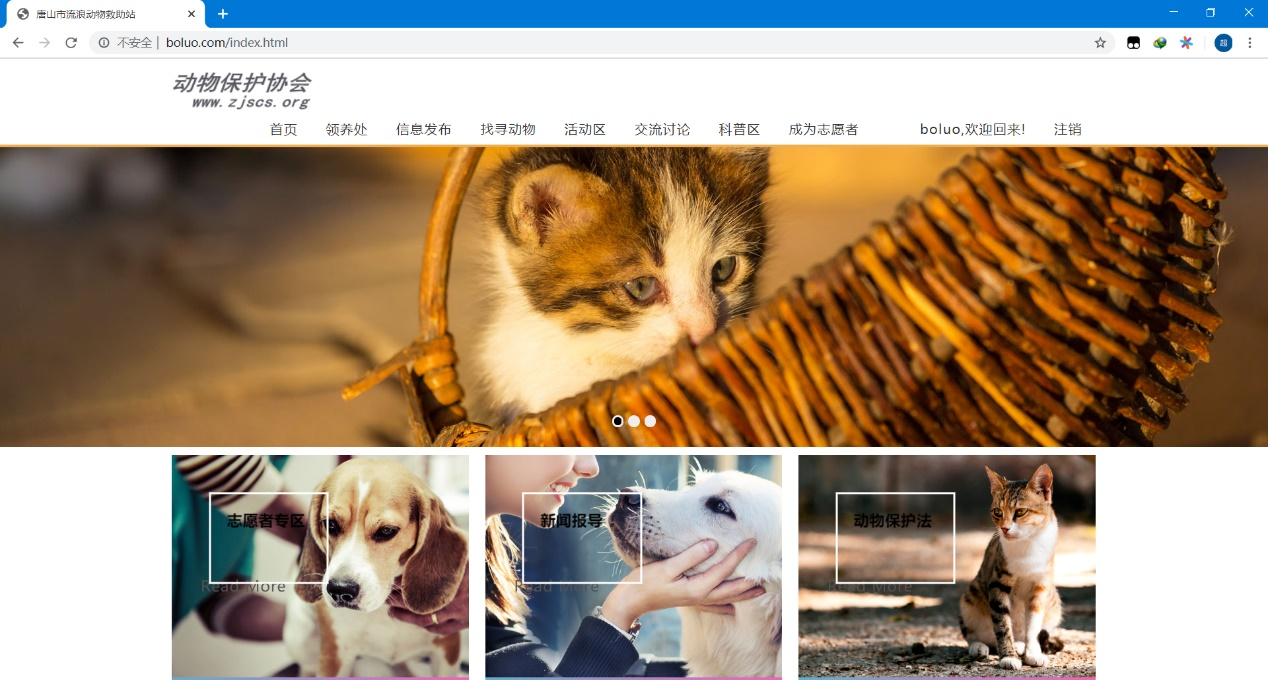 唐山市流浪动物救助站
不安全 | boluo.com/index.html
超
动物保护协会
www.zjscs.org
首页 领养处 信息发布 找寻动物 活动区 交流讨论 科普区 成为志愿者 boluo,欢迎回来! 注销
志愿者专区 新闻报导 动物保护法
Read More Read More Read More